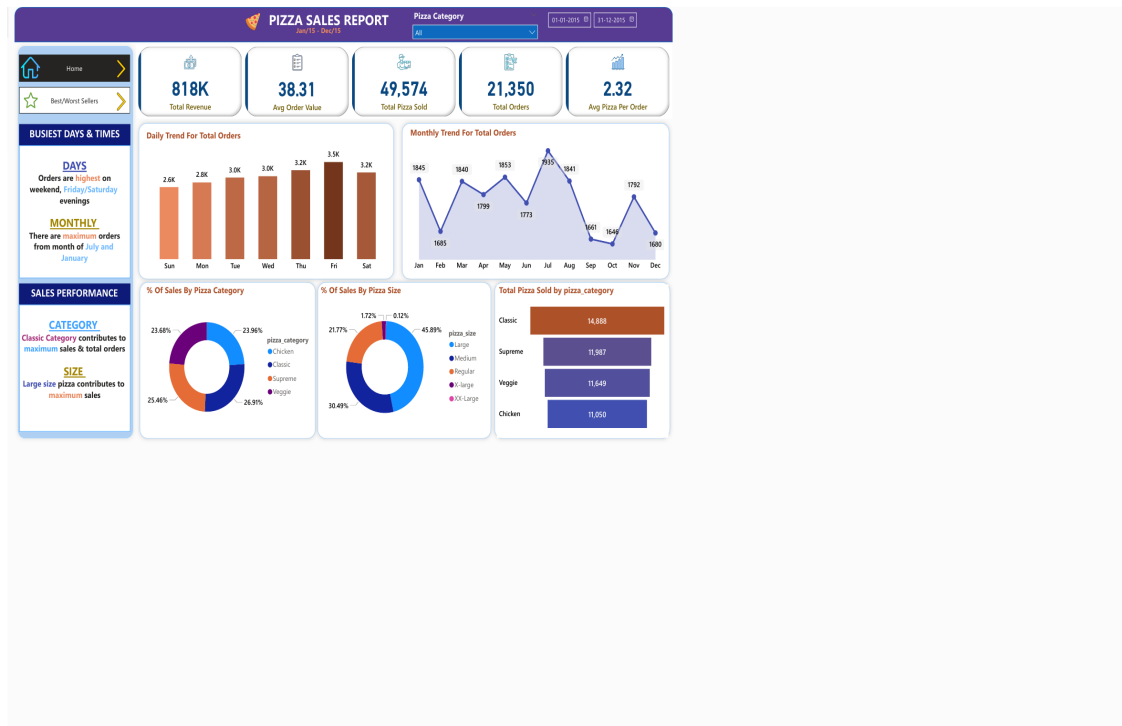 PIZZA SALES REPORT
Jan/15 - Dec/15
Pizza Category
All
01-01-2015
31-12-2015
Home
Best/Worst Sellers
BUSIEST DAYS & TIMES
DAYS
Orders are highest on
weekend, Friday/Saturday
evenings
MONTHLY
There are maximum orders
from month of July and
January
SALES PERFORMANCE
CATEGORY
Classic Category contributes to
maximum sales & total orders
SIZE
Large size pizza contributes to
maximum sales
818K
Total Revenue
38.31
Avg Order Value
49,574
Total Pizza Sold
21,350
Total Orders
2.32
Avg Pizza Per Order
Daily Trend For Total Orders
2.6K
2.8K
3.0K
3.0K
3.2K
3.5K
3.2K
Sun Mon Tue Wed Thu Fri Sat
Monthly Trend For Total Orders
1845
1685
1840
1799
1853
1773
1935
1841
1661
1646
1792
1680
Jan Feb Mar Apr May Jun Jul Aug Sep Oct Nov Dec
% Of Sales By Pizza Category
23.68%
23.96%
25.46%
26.91%
pizza_category
Chicken
Classic
Supreme
Veggie
% Of Sales By Pizza Size
1.72%
0.12%
21.77%
45.89%
30.49%
pizza_size
Large
Medium
Regular
X-large
XX-Large
Total Pizza Sold by pizza_category
Classic 14,888
Supreme 11,987
Veggie 11,649
Chicken 11,050